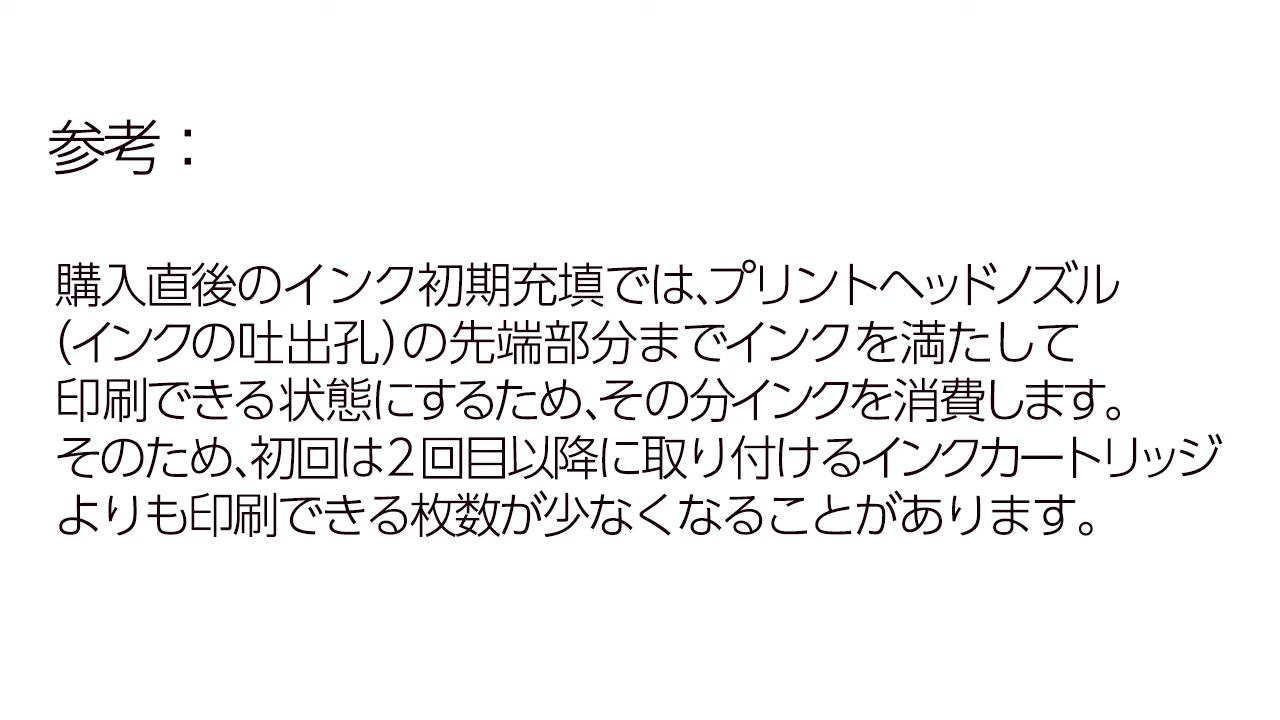 参考：
購入直後のインク初期充填では、プリントヘッドノズル
（インクの吐出孔）の先端部分までインクを満たして
印刷できる状態にするため、その分インクを消費します。
そのため、初回は２回目以降に取り付けるインクカートリッジ
よりも印刷できる枚数が少なくなることがあります。